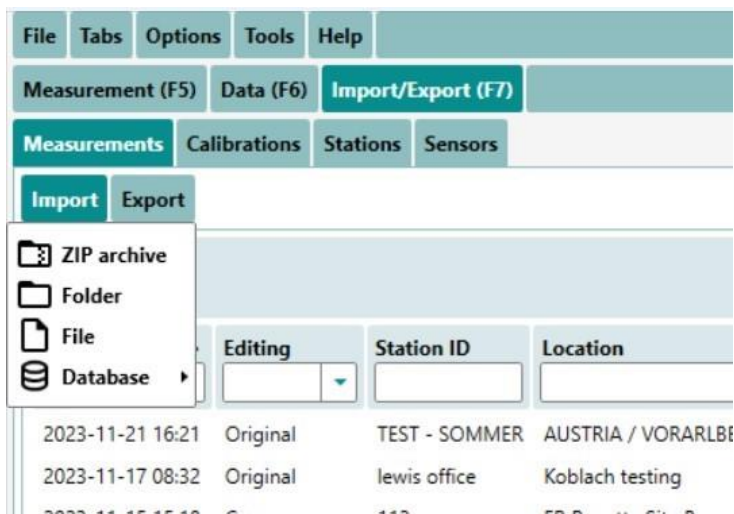 File Tabs Options Tools Help
Measurement (F5) Data (F6) Import/Export (F7)
Measurements Calibrations Stations Sensors
Import Export
ZIP archive
Folder
File
Database
Editing Station ID Location
2023-11-21 16:21 Original TEST - SOMMER AUSTRIA / VORARLBE
2023-11-17 08:32 Original lewis office Koblach testing